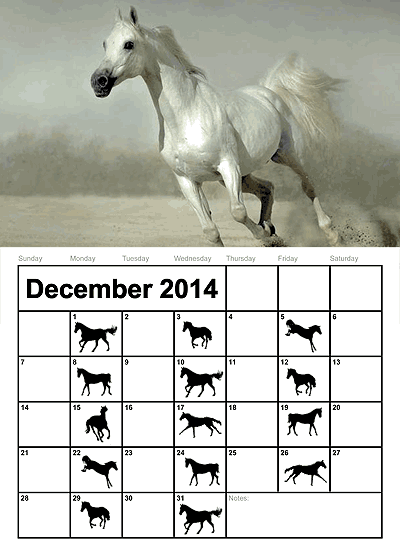 Sunday Monday Tuesday Wednesday Thursday Friday Saturday
December 2014
1 2 3 4 5 6
7 8 9 10 11 12 13
14 15 16 17 18 19 20
21 22 23 24 25 26 27
28 29 30 31 Notes: